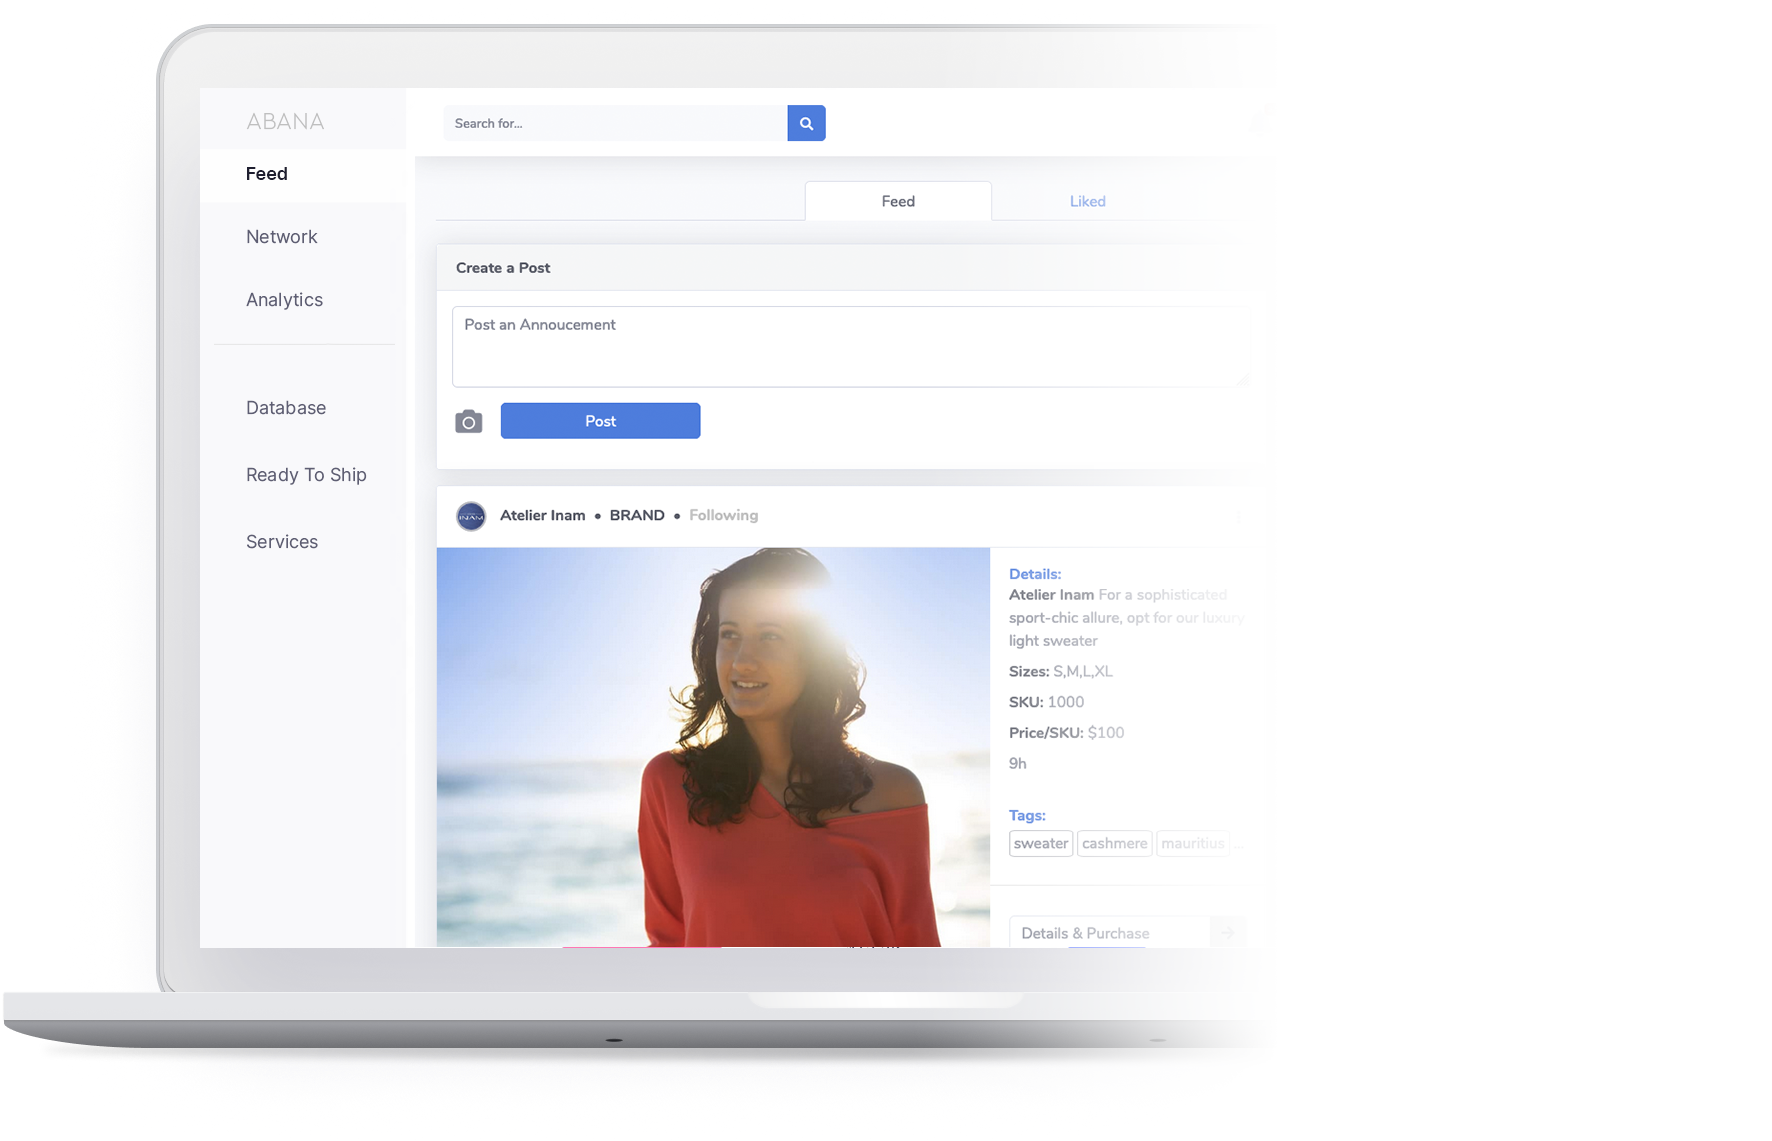 ABANA
Search for...
Feed
Feed
Liked
Network
Create a Post
Analytics
Post an Annoucement
Database
Post
Ready To Ship
Atelier Inam • BRAND • Following
INAM
Services
Details:
Atelier Inam For a sophisticated
sport-chic allure, opt for our luxury
light sweater
Sizes: S,M,L,XL
SKU: 1000
Price/SKU: $100
9h
Tags:
sweater cashmere mauritius ...
Details & Purchase